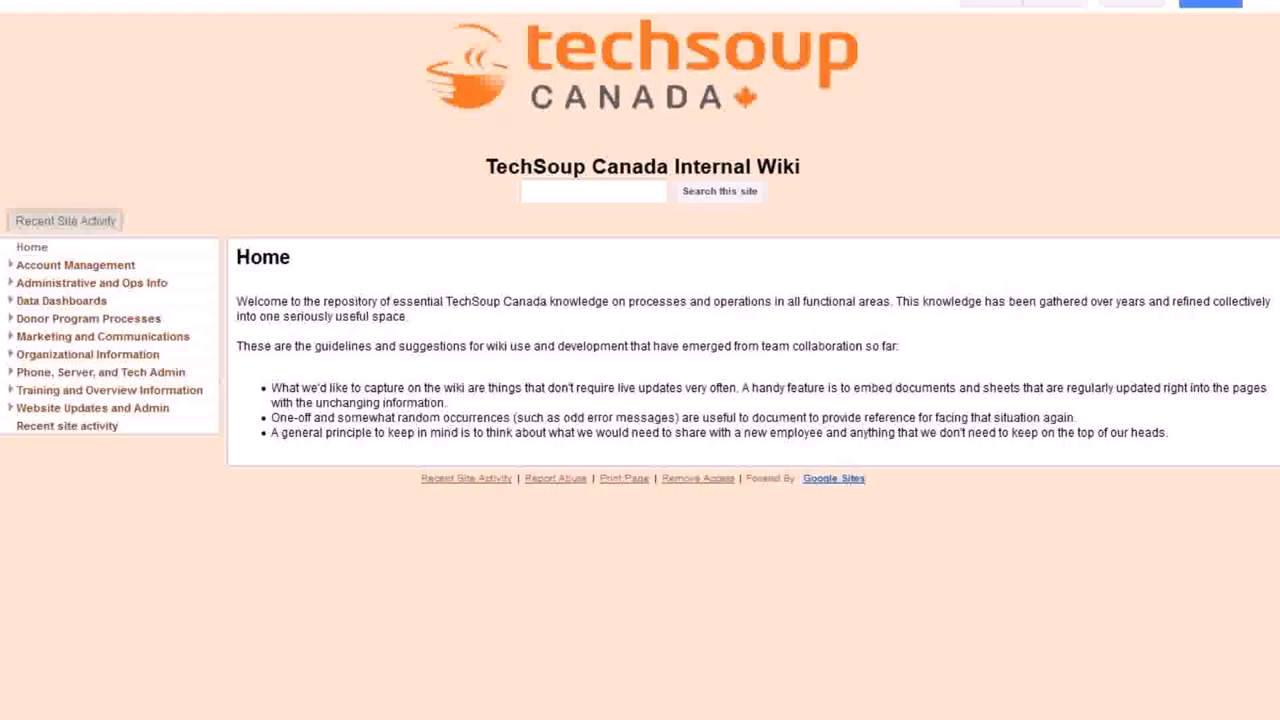 techsoup
CANADA
TechSoup Canada Internal Wiki
Search this site
Recent Site Activity
Home
Account Management
Administrative and Ops Info
Data Dashboards
Donor Program Processes
Marketing and Communications
Organizational Information
Phone, Server, and Tech Admin
Training and Overview Information
Website Updates and Admin
Recent site activity
Home
Welcome to the repository of essential TechSoup Canada knowledge on processes and operations in all functional areas. This knowledge has been gathered over years and refined collectively
into one seriously useful space.
These are the guidelines and suggestions for wiki use and development that have emerged from team collaboration so far:
• What we'd like to capture on the wiki are things that don't require live updates very often. A handy feature is to embed documents and sheets that are regularly updated right into the pages
with the unchanging information.
• One-off and somewhat random occurrences (such as odd error messages) are useful to document to provide reference for facing that situation again.
• A general principle to keep in mind is to think about what we would need to share with a new employee and anything that we don't need to keep on the top of our heads.
Recent Site Activity | Report Abuse | Print Page | Remove Access | Powered By Google Sites